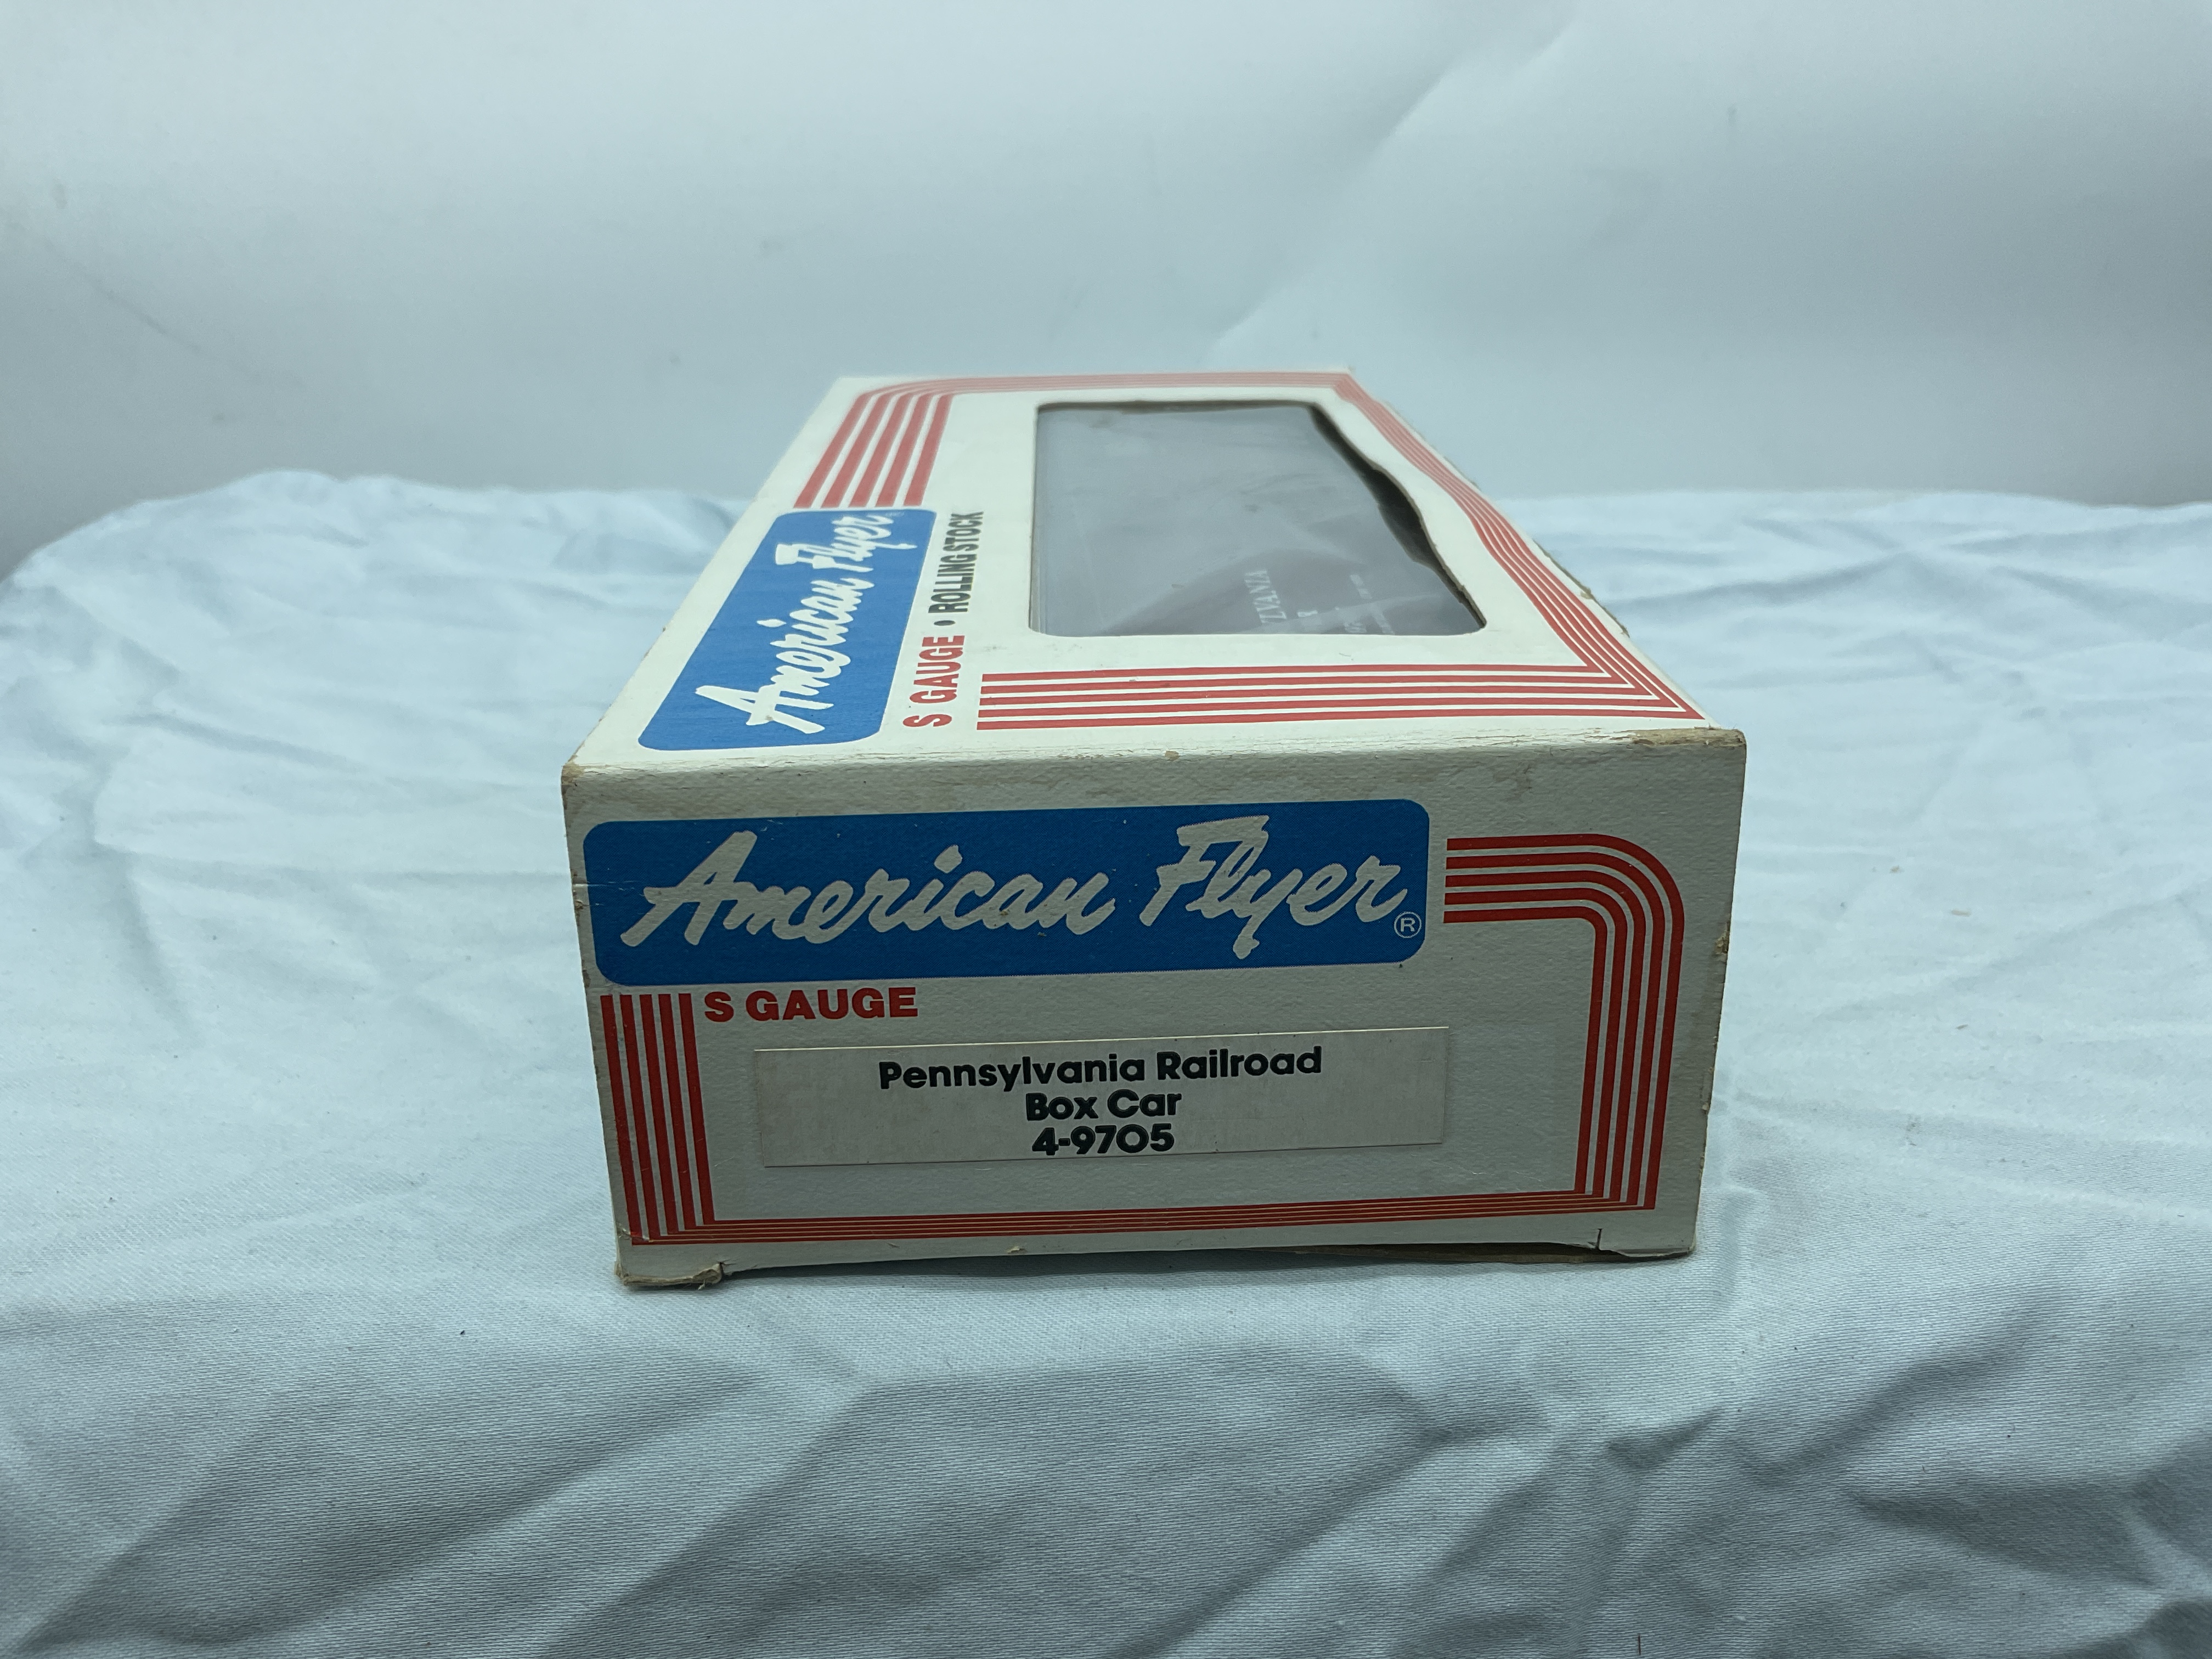 American Flyer®
S GAUGE • ROLLING STOCK
American Flyer®
S GAUGE
Pennsylvania Railroad
Box Car
4-9705